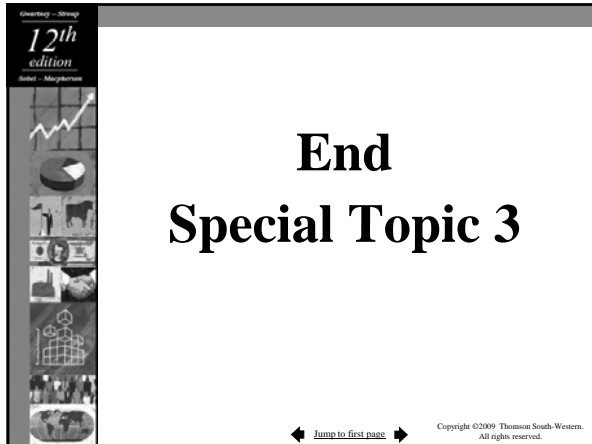 Gwartney – Stroup
12th
edition
Sobel – Macpherson
End
Special Topic 3
Jump to first page
Copyright ©2009 Thomson South-Western.
All rights reserved.